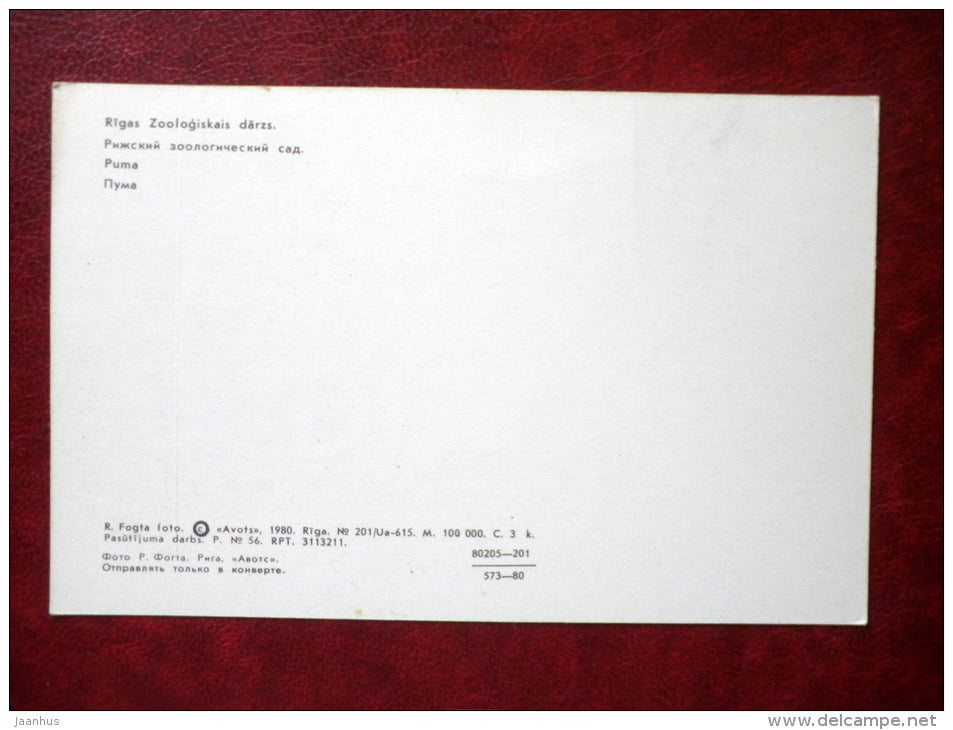 Rīgas Zooloģiskais dārzs.
Рижский зоологический сад.
Puma
Пума
R. Fogta foto. © «Avots», 1980. Rīga. № 201/Ua-615. M. 100 000. C. 3 k.
Pasūtījuma darbs. P. № 56. RPT. 3113211.
Фото Р. Фогта. Рига, «Авотс».
Отправлять только в конверте.
80205—201
573—80
jaanhus
www.delcampe.net